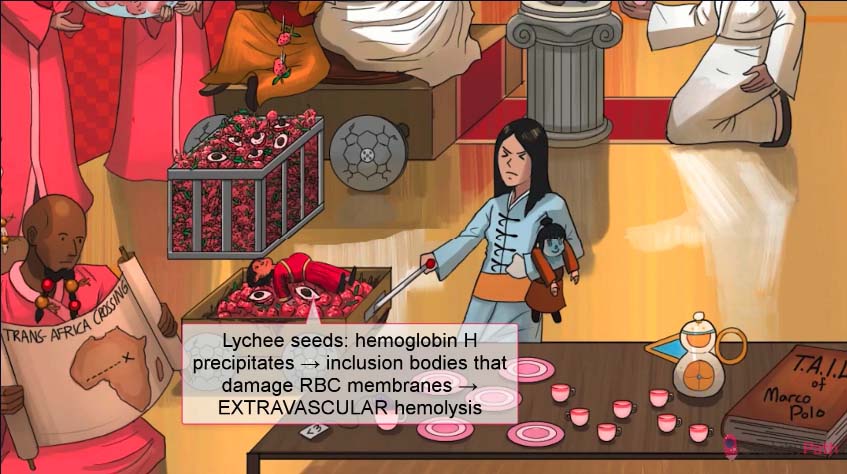 TRANS-AFRICA CROSSING
Lychee seeds: hemoglobin H
precipitates → inclusion bodies that
damage RBC membranes →
EXTRAVASCULAR hemolysis
T.A.I.L
of
Marco
Polo